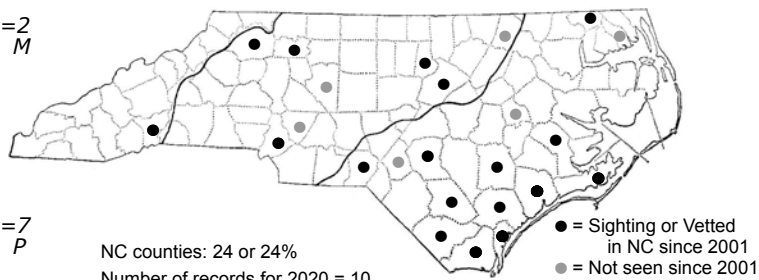 =2
M
=7
P
NC counties: 24 or 24%
Number of records for 2020 = 10
= Sighting or Vetted
in NC since 2001
= Not seen since 2001